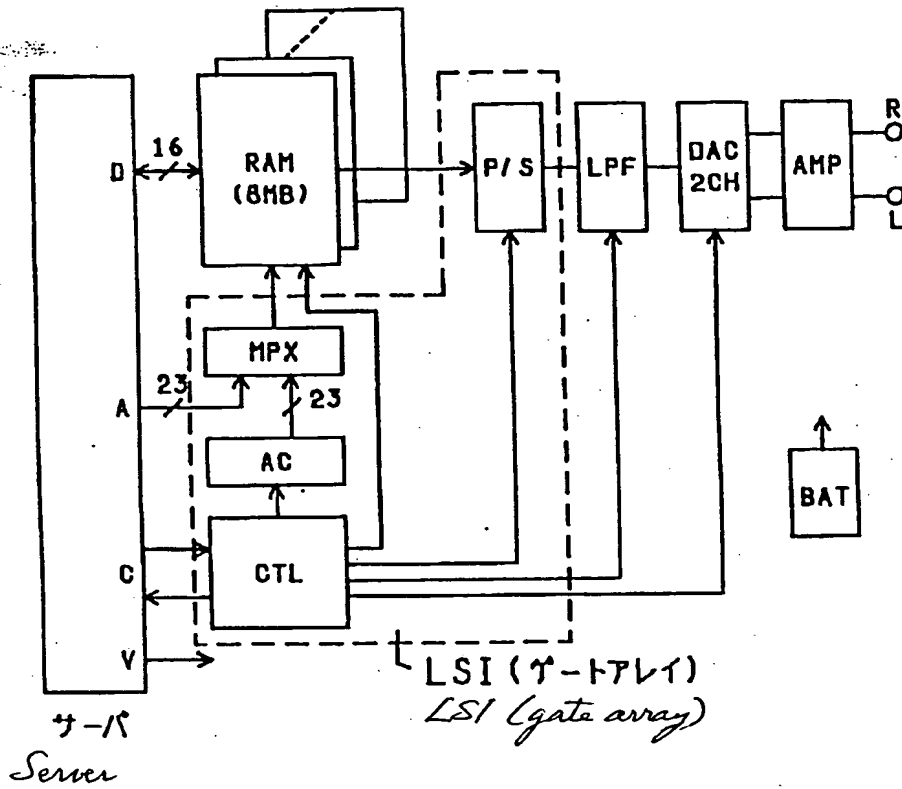 16
D
RAM
(8MB)
P/S
LPF
DAC
2CH
AMP
R
L
MPX
23
A
23
AC
BAT
C
CTL
V
LSI(ゲートアレイ)
LSI (gate array)
サーバ
Server